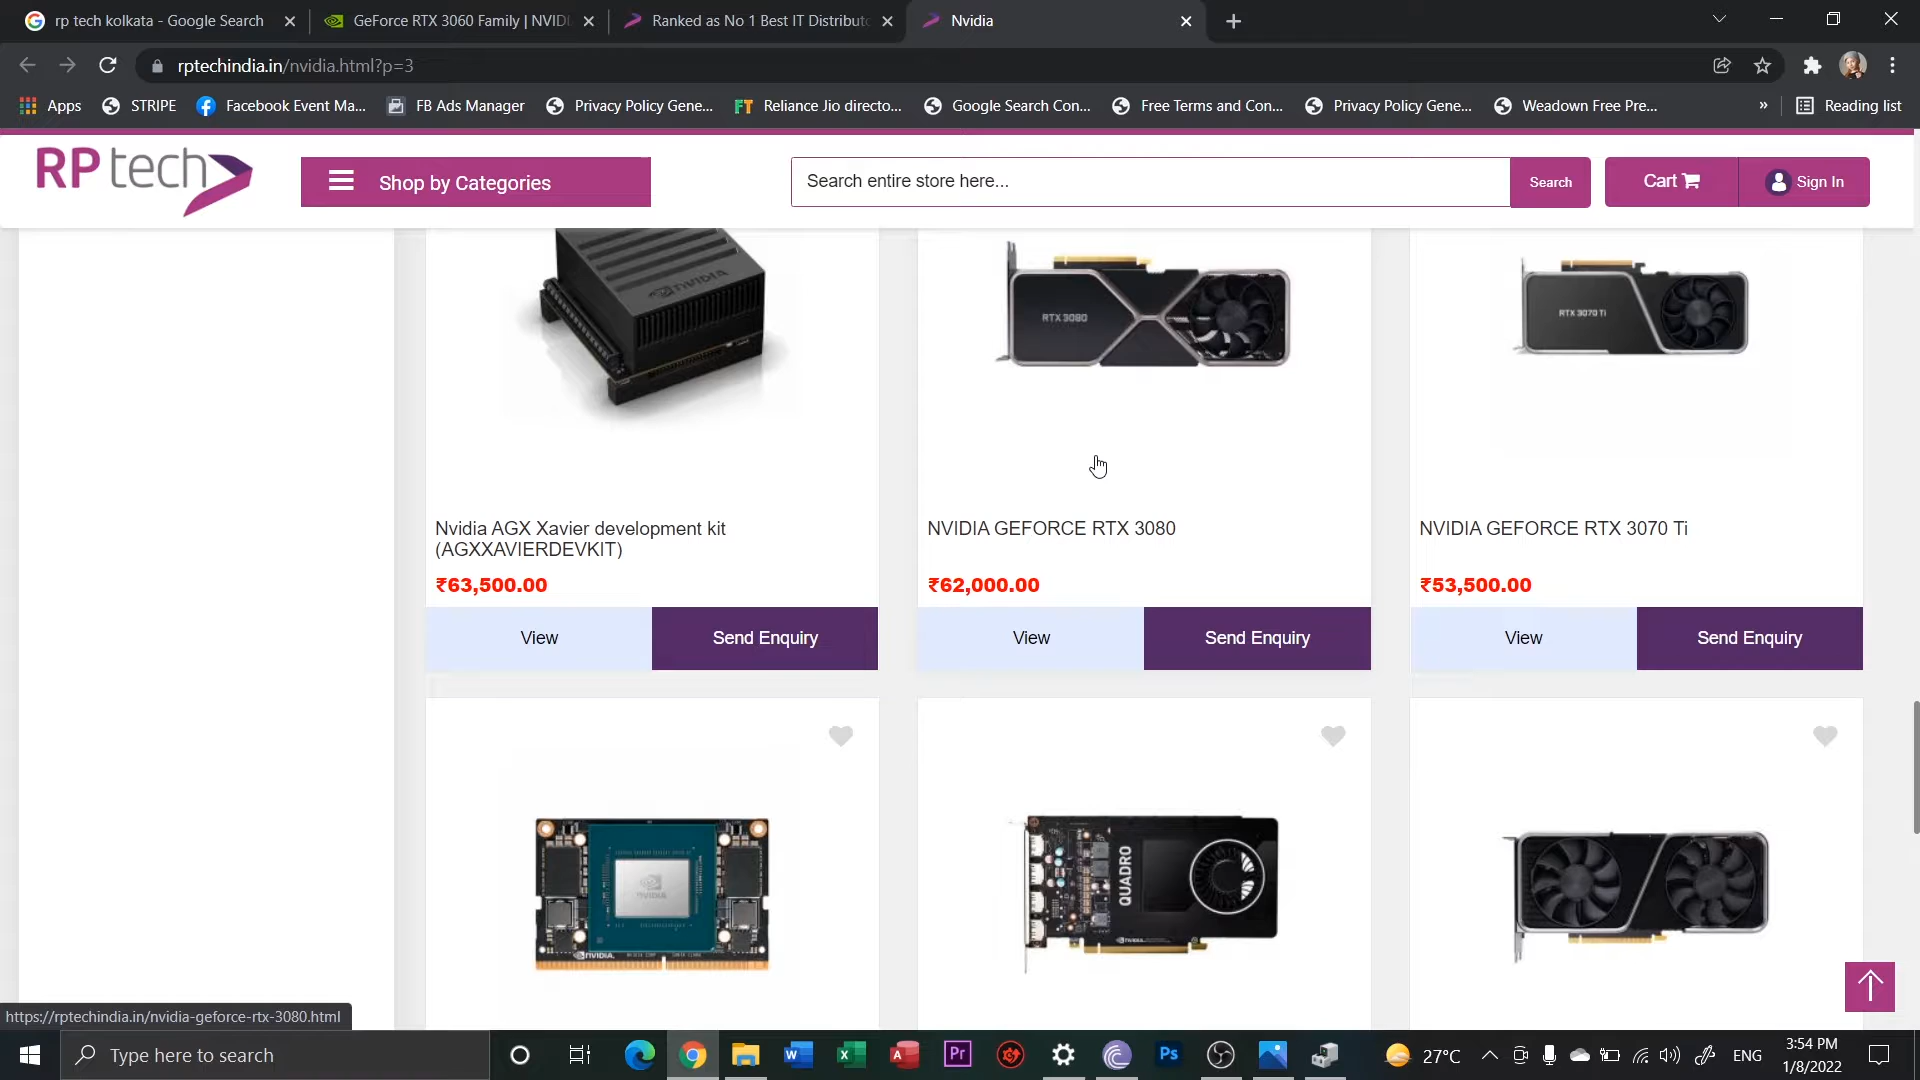 rp tech kolkata - Google Search
GeForce RTX 3060 Family | NVIDI
Ranked as No 1 Best IT Distributo
Nvidia
rptechindia.in/nvidia.html?p=3
Apps
STRIPE
Facebook Event Ma...
FB Ads Manager
Privacy Policy Gene...
FT
Reliance Jio directo...
Google Search Con...
Free Terms and Con...
Privacy Policy Gene...
Weadown Free Pre...
»
Reading list
RP tech
Shop by Categories
Search entire store here...
Search
Cart
Sign In
NVIDIA
RTX 3080
RTX 3070 Ti
Nvidia AGX Xavier development kit
(AGXXAVIERDEVKIT)
₹63,500.00
View
Send Enquiry
NVIDIA GEFORCE RTX 3080
₹62,000.00
View
Send Enquiry
NVIDIA GEFORCE RTX 3070 Ti
₹53,500.00
View
Send Enquiry
NVIDIA
NVIDIA
QUADRO
NVIDIA
https://rptechindia.in/nvidia-geforce-rtx-3080.html
Type here to search
Pr
Ps
27°C
ENG
3:54 PM
1/8/2022